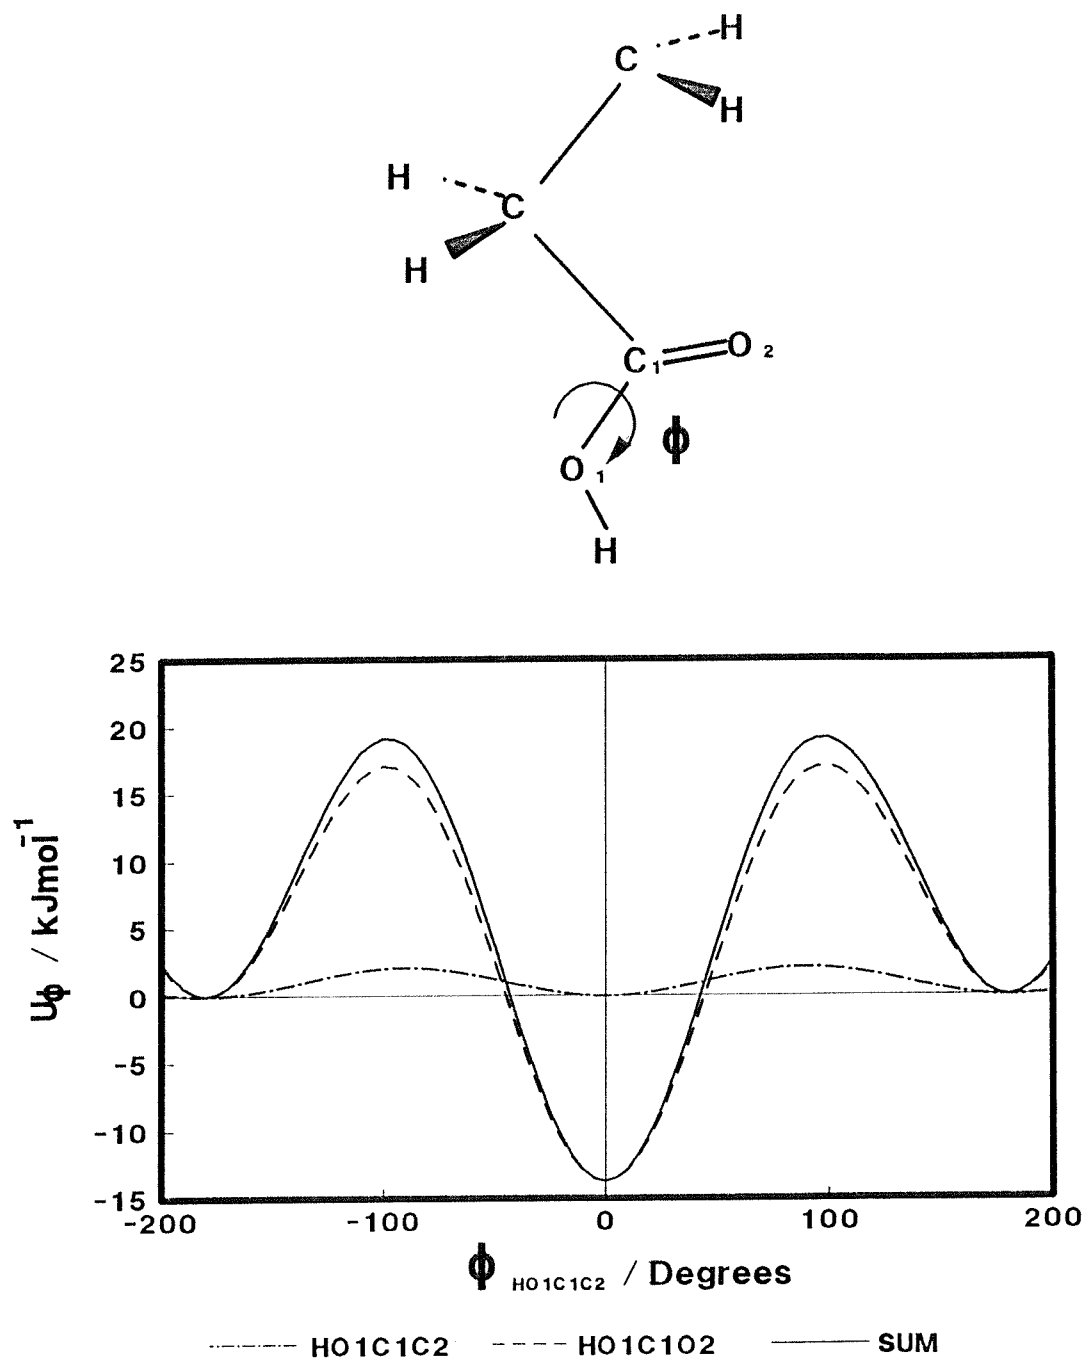 H
C
H
H
C
H
C1 O2
ϕ
O1
H
25
20
15
10
5
0
-5
-10
-15
Uϕ / kJmol-1
-200 -100 0 100 200
ϕ HO1C1C2 / Degrees
HO1C1C2 HO1C1O2 SUM